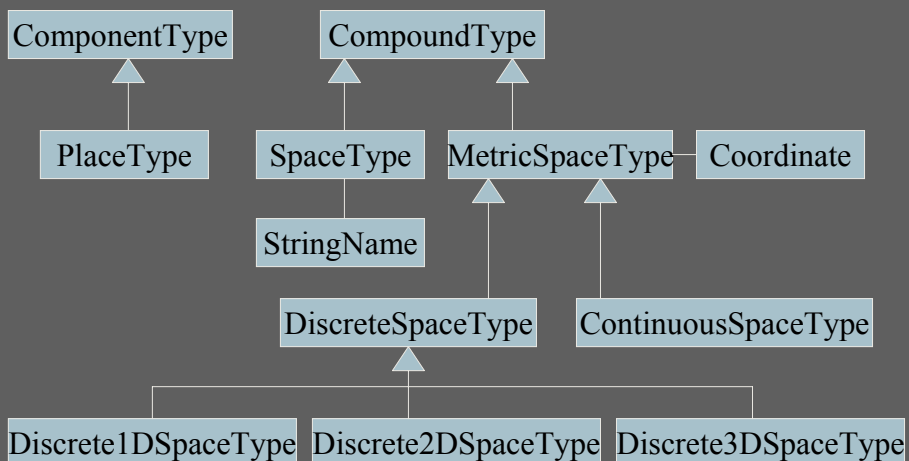 ComponentType
CompoundType
PlaceType
SpaceType
MetricSpaceType
Coordinate
StringName
DiscreteSpaceType
ContinuousSpaceType
Discrete1DSpaceType
Discrete2DSpaceType
Discrete3DSpaceType